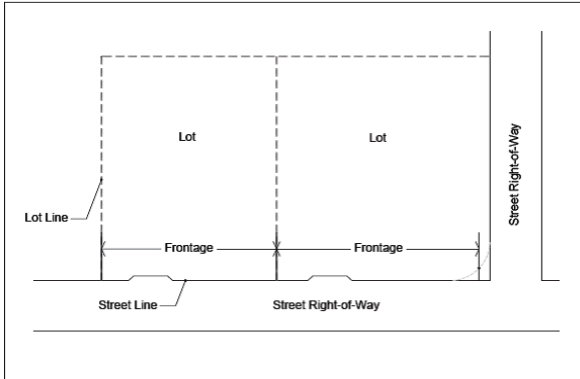 Lot
Lot
Street Right-of-Way
Lot Line
Frontage
Frontage
Street Line
Street Right-of-Way